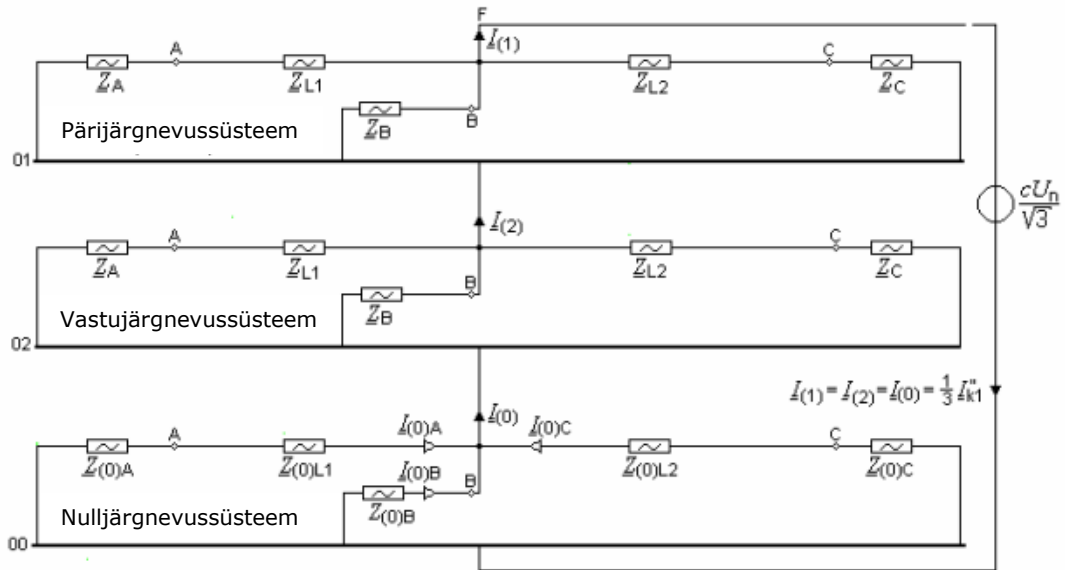 F
I(1)
A
C
Z_A
Z_L1
Z_L2
Z_C
Z_B
B
Pärijärgnevussüsteem
01
cUn/√3
I(2)
A
C
Z_A
Z_L1
Z_L2
Z_C
B
Z_B
Vastujärgnevussüsteem
02
I(1) = I(2) = I(0) = 1/3 I"k1
I(0)
A
I(0)A
I(0)C
C
Z(0)A
Z(0)L1
I(0)B
B
Z(0)L2
Z(0)C
Z(0)B
Nulljärgnevussüsteem
00